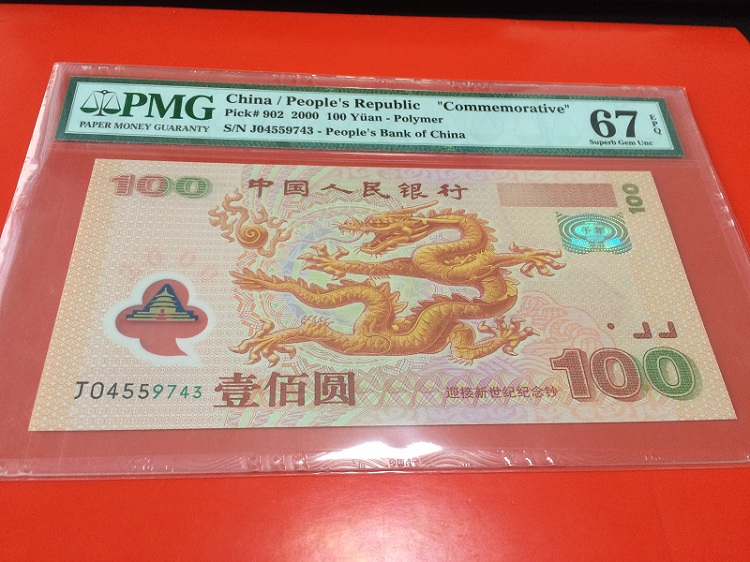 PMG
PAPER MONEY GUARANTY
China / People's Republic "Commemorative"
Pick# 902 2000 100 Yüan - Polymer
S/N J04559743 - People's Bank of China
67
EPQ
Superb Gem Unc
100
中国人民银行
100
千年
J04559743
壹佰圆
迎接新世纪纪念钞
100